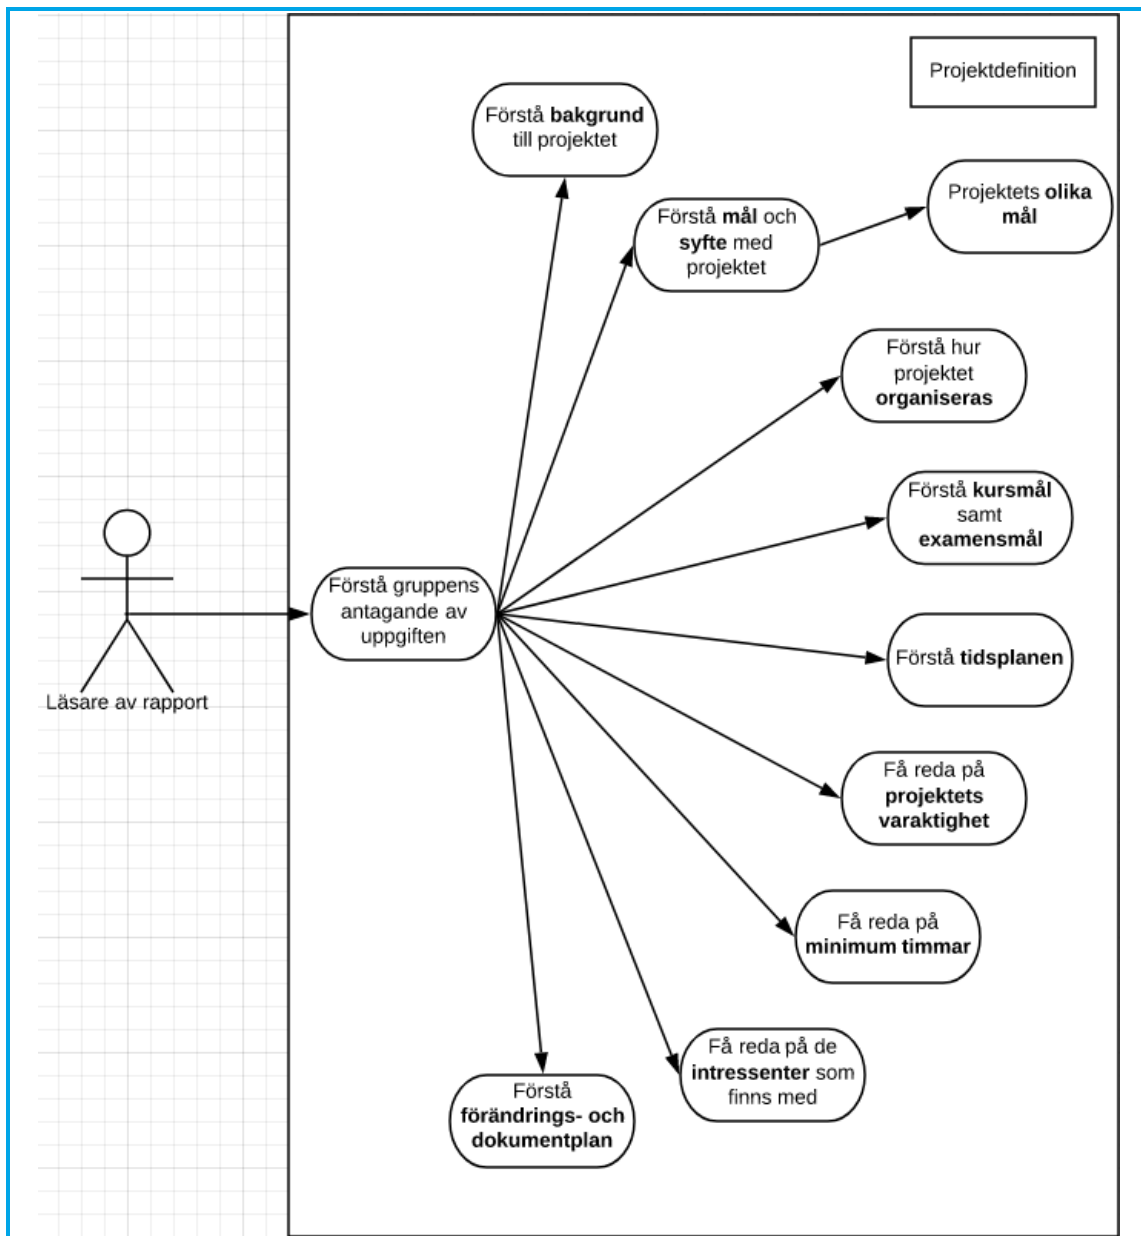 Projektdefinition
Förstå bakgrund
till projektet
Förstå mål och
syfte med
projektet
Projektets olika
mål
Förstå hur
projektet
organiseras
Förstå kursmål
samt
examensmål
Förstå gruppens
antagande av
uppgiften
Läsare av rapport
Förstå tidsplanen
Få reda på
projektets
varaktighet
Få reda på
minimum timmar
Få reda på de
intressenter som
finns med
Förstå
förändrings- och
dokumentplan